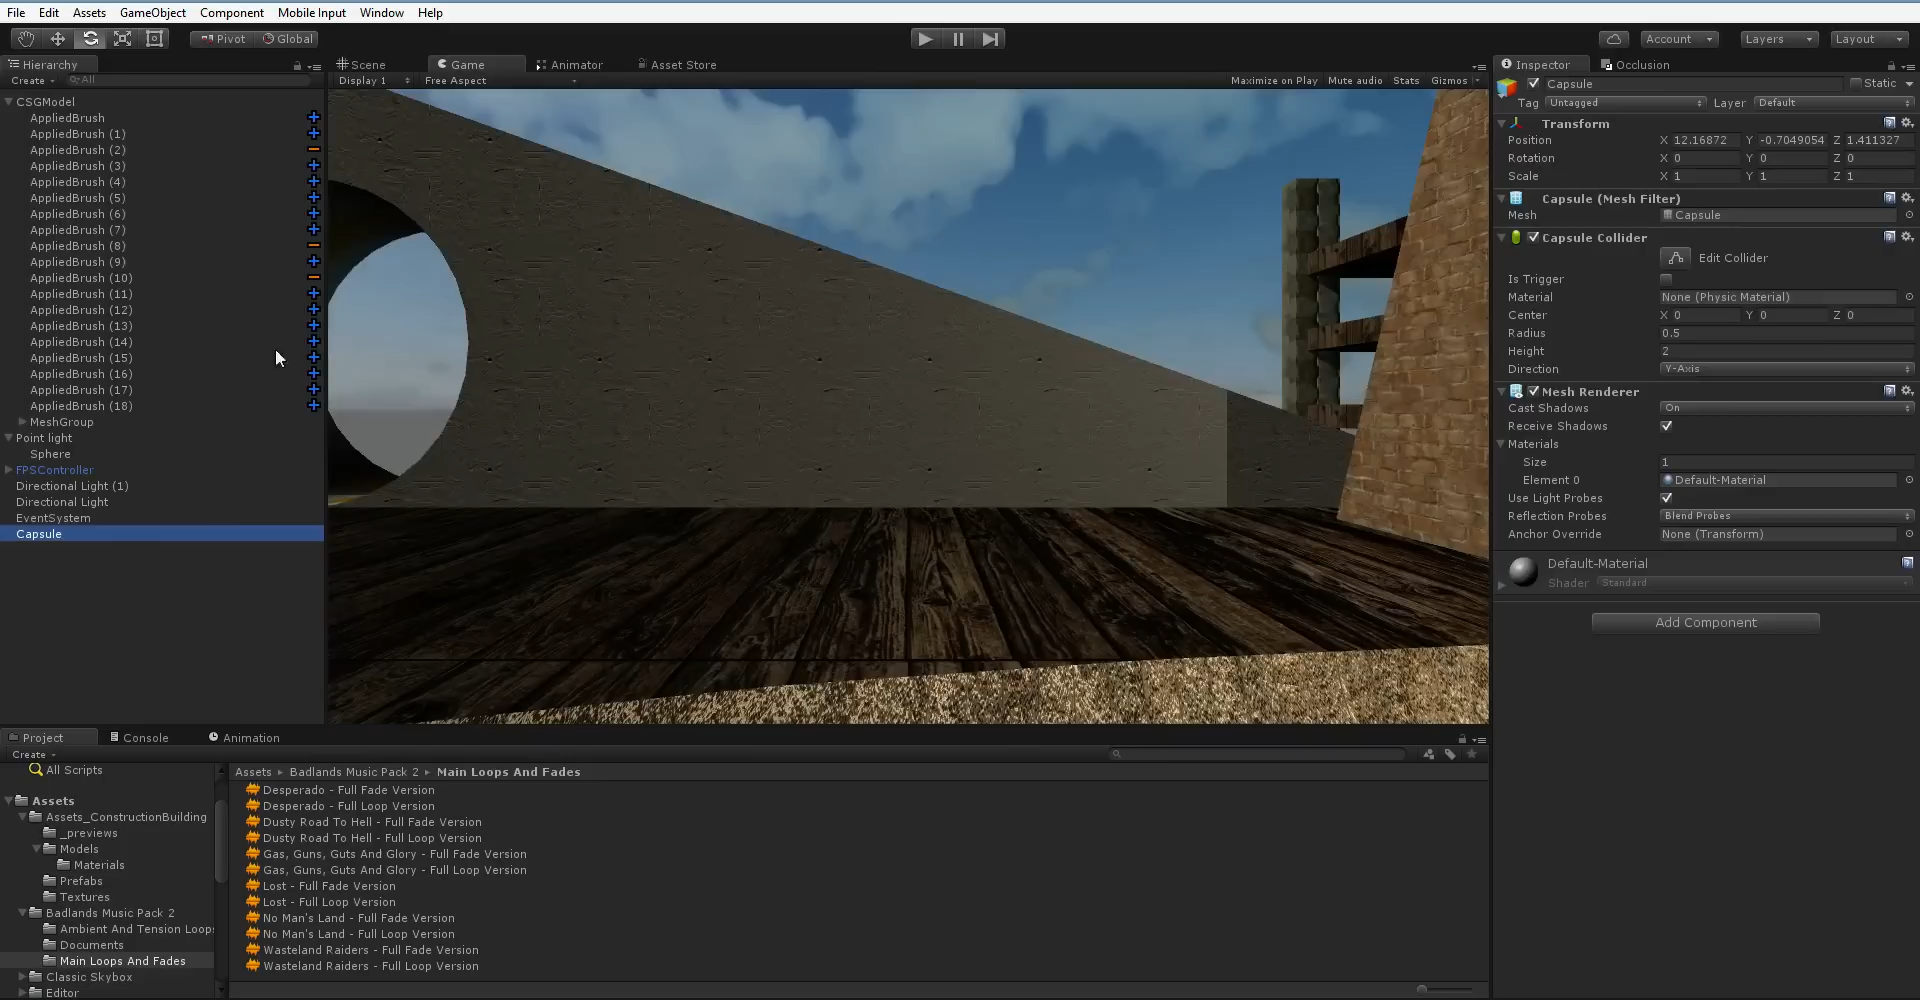 File Edit Assets GameObject Component Mobile Input Window Help
Pivot Global Account Layers Layout
Hierarchy
Create All
CSGModel
AppliedBrush
AppliedBrush (1)
AppliedBrush (2)
AppliedBrush (3)
AppliedBrush (4)
AppliedBrush (5)
AppliedBrush (6)
AppliedBrush (7)
AppliedBrush (8)
AppliedBrush (9)
AppliedBrush (10)
AppliedBrush (11)
AppliedBrush (12)
AppliedBrush (13)
AppliedBrush (14)
AppliedBrush (15)
AppliedBrush (16)
AppliedBrush (17)
AppliedBrush (18)
MeshGroup
Point light
Sphere
FPSController
Directional Light (1)
Directional Light
EventSystem
Capsule
Scene Game Animator Asset Store
Display 1 Free Aspect Maximize on Play Mute audio Stats Gizmos
Inspector Occlusion
Capsule Static
Tag Untagged Layer Default
Transform
Position X 12.16872 Y -0.7049054 Z 1.411327
Rotation X 0 Y 0 Z 0
Scale X 1 Y 1 Z 1
Capsule (Mesh Filter)
Mesh Capsule
Capsule Collider
Edit Collider
Is Trigger
Material None (Physic Material)
Center X 0 Y 0 Z 0
Radius 0.5
Height 2
Direction Y-Axis
Mesh Renderer
Cast Shadows On
Receive Shadows
Materials
Size 1
Element 0 Default-Material
Use Light Probes
Reflection Probes Blend Probes
Anchor Override None (Transform)
Default-Material
Shader Standard
Add Component
Project Console Animation
Create
All Scripts
Assets
Assets_ConstructionBuilding
_previews
Models
Materials
Prefabs
Textures
Badlands Music Pack 2
Ambient And Tension Loops
Documents
Main Loops And Fades
Classic Skybox
Editor
Assets Badlands Music Pack 2 Main Loops And Fades
Desperado - Full Fade Version
Desperado - Full Loop Version
Dusty Road To Hell - Full Fade Version
Dusty Road To Hell - Full Loop Version
Gas, Guns, Guts And Glory - Full Fade Version
Gas, Guns, Guts And Glory - Full Loop Version
Lost - Full Fade Version
Lost - Full Loop Version
No Man's Land - Full Fade Version
No Man's Land - Full Loop Version
Wasteland Raiders - Full Fade Version
Wasteland Raiders - Full Loop Version